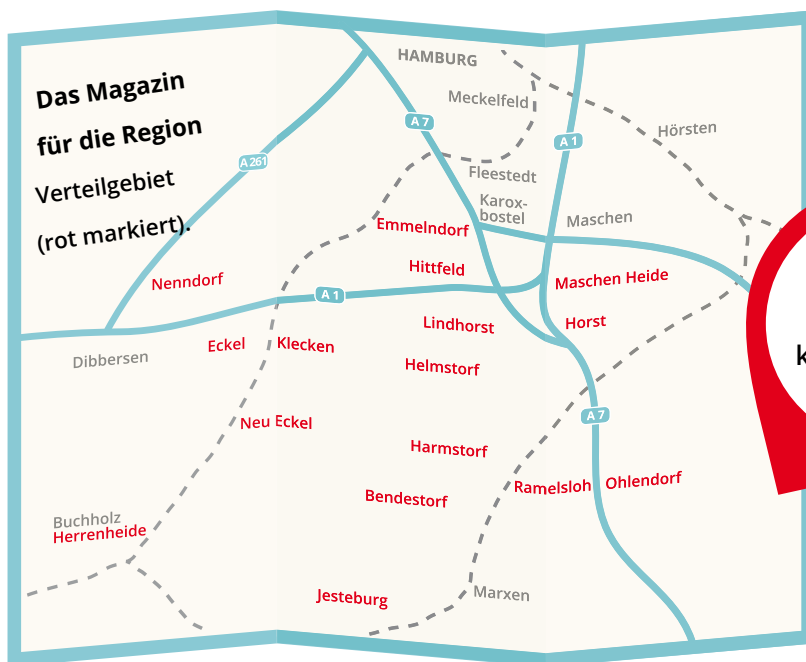 Das Magazin
für die Region
Verteilgebiet
(rot markiert).
HAMBURG
Meckelfeld
A 7
A 1
Hörsten
A 261
Fleestedt
Karox-
bostel
Maschen
Emmelndorf
Hittfeld
Maschen Heide
Nenndorf
A 1
Lindhorst
Horst
Dibbersen
Eckel
Klecken
Helmstorf
A 7
Neu Eckel
Harmstorf
Bendestorf
Ramelsloh
Ohlendorf
Buchholz
Herrenheide
Jesteburg
Marxen